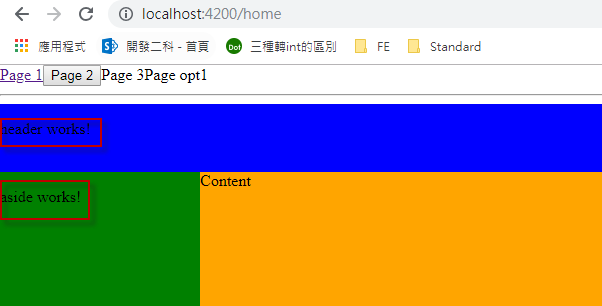 localhost:4200/home
應用程式 開發二科 - 首頁 Dot 三種轉int的區別 FE Standard
Page 1 Page 2 Page 3Page opt1
header works!
Content
aside works!